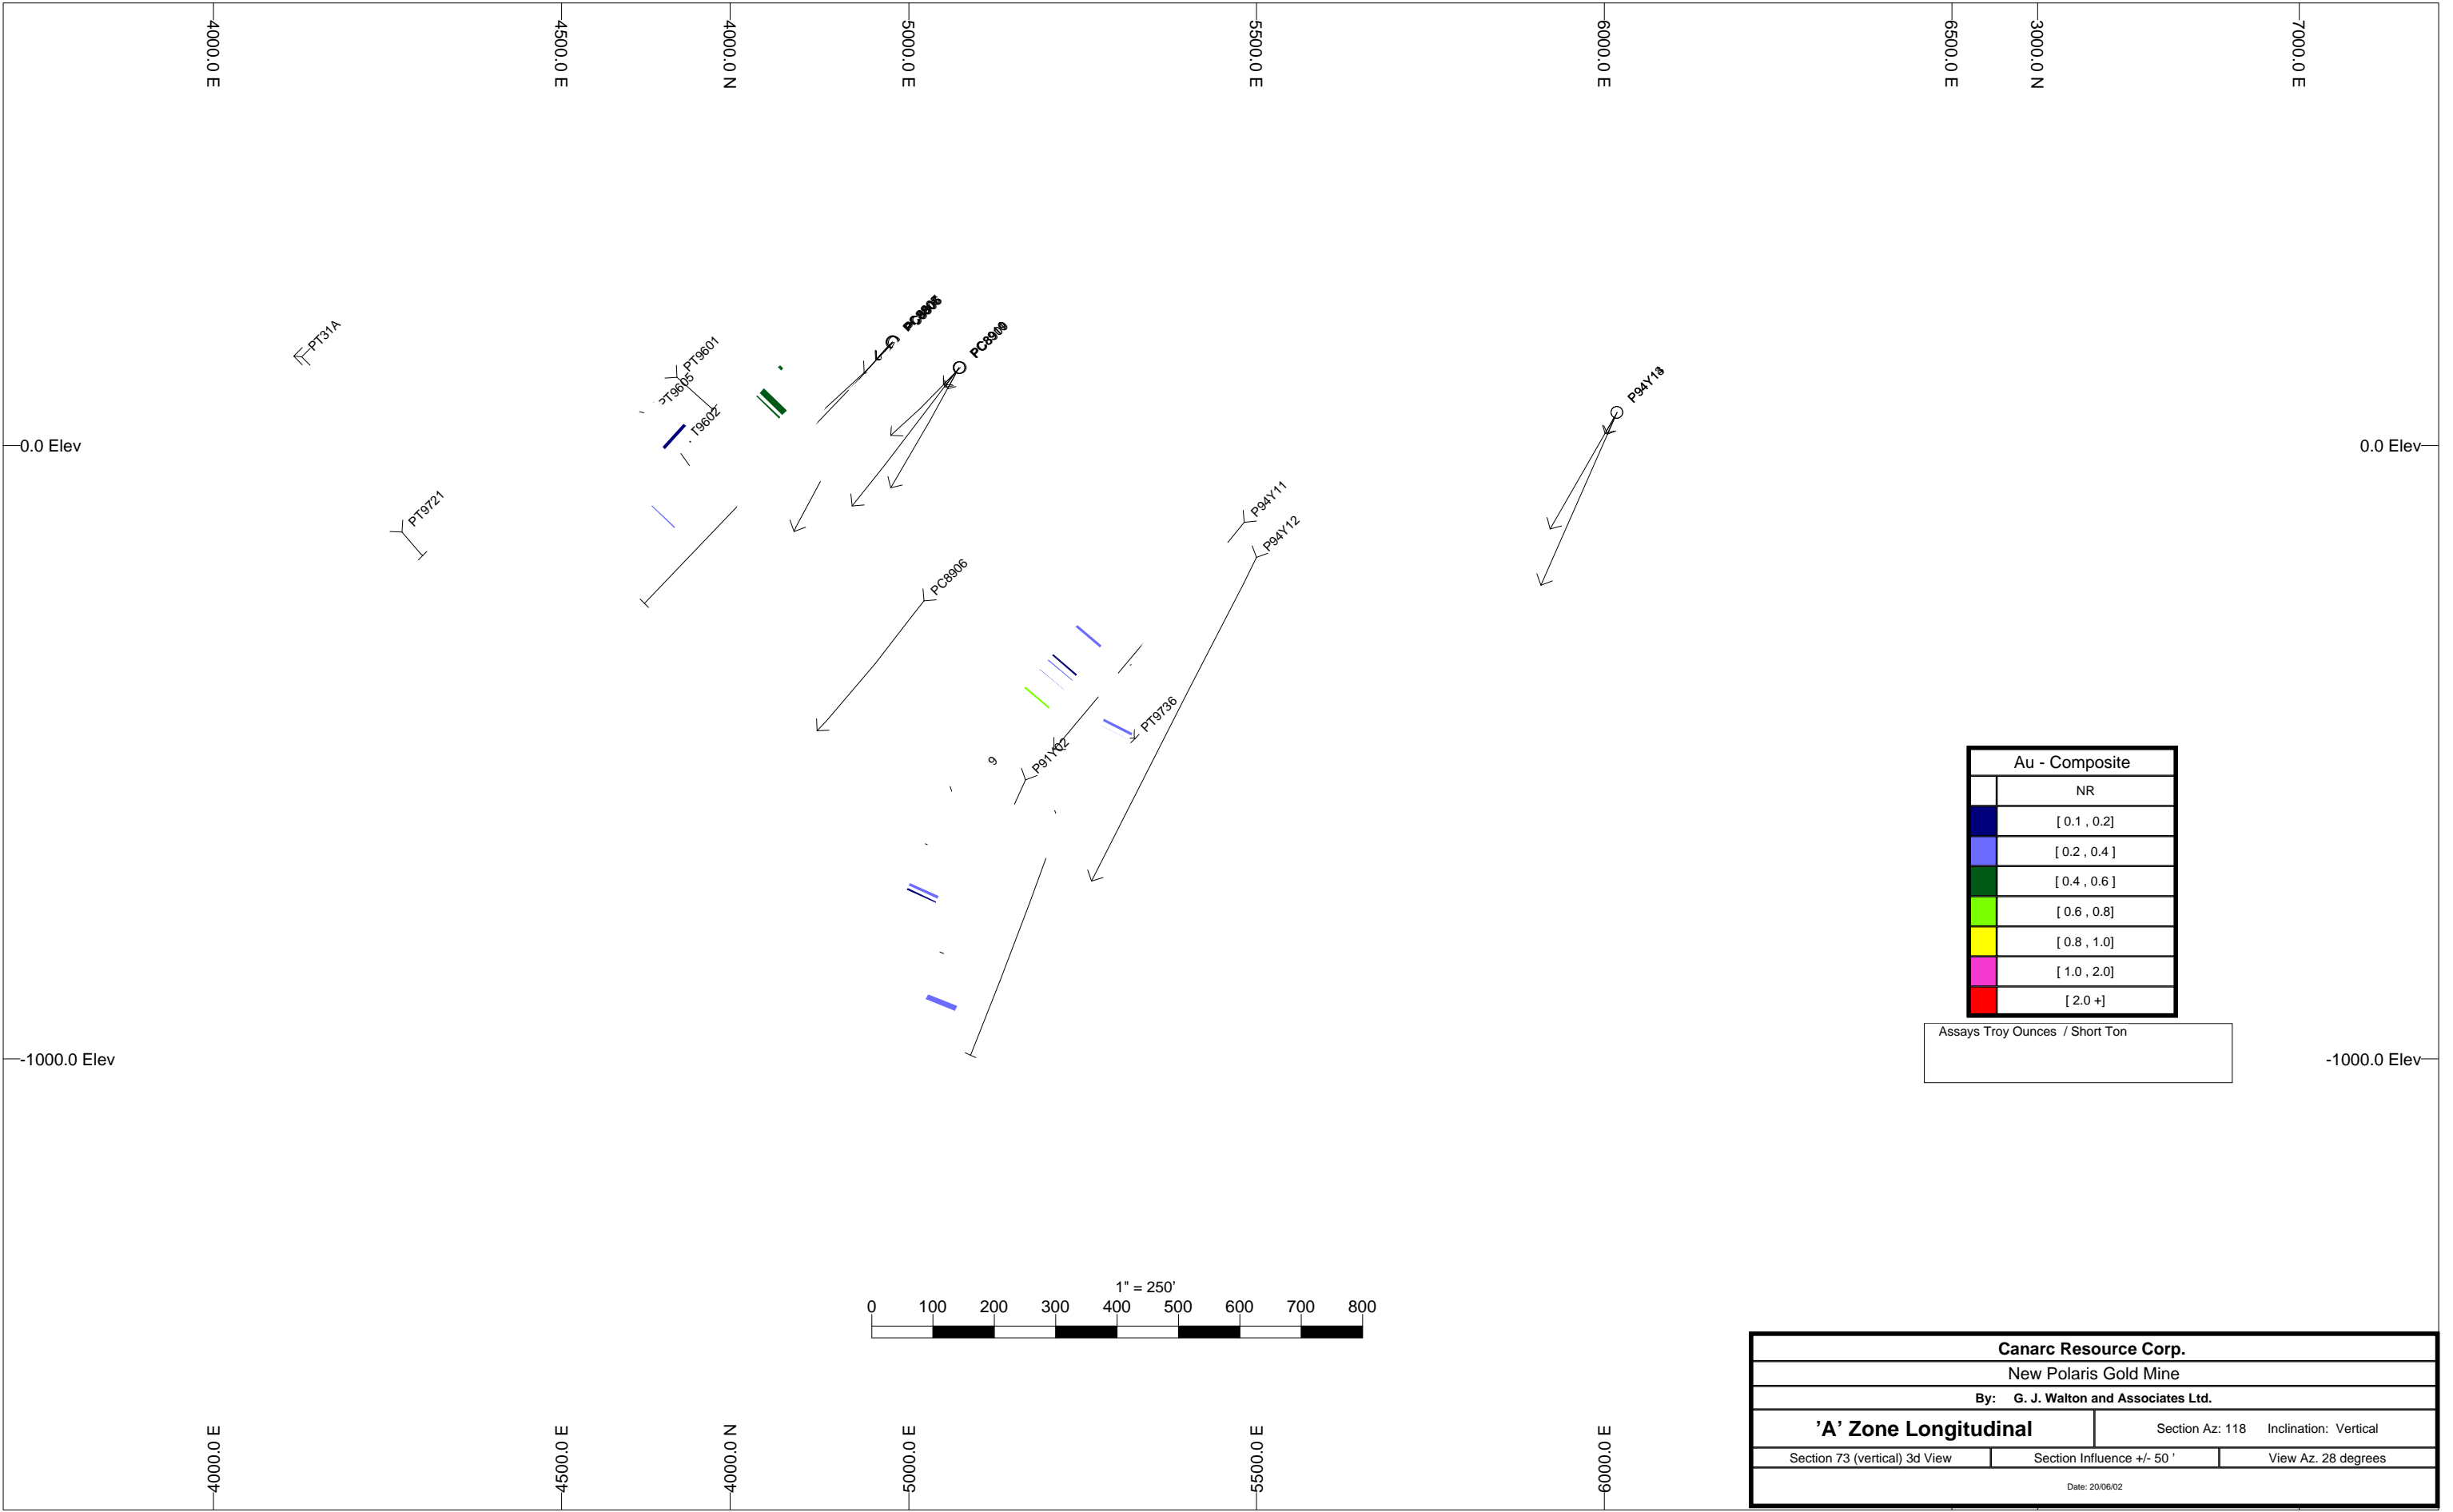 4000.0 E
4500.0 E
4000.0 N
5000.0 E
5500.0 E
6000.0 E
6500.0 E
3000.0 N
7000.0 E
PT31A
PT9601
PT9605
T9602
PC8910
P94Y11
P94Y12
PT9721
PC8906
PT9736
P91Y02
9
0.0 Elev
0.0 Elev
-1000.0 Elev
-1000.0 Elev
Au - Composite
NR
[ 0.1 , 0.2]
[ 0.2 , 0.4 ]
[ 0.4 , 0.6 ]
[ 0.6 , 0.8]
[ 0.8 , 1.0]
[ 1.0 , 2.0]
[ 2.0 +]
Assays Troy Ounces / Short Ton
1" = 250'
0 100 200 300 400 500 600 700 800
4000.0 E
4500.0 E
4000.0 N
5000.0 E
5500.0 E
6000.0 E
Canarc Resource Corp.
New Polaris Gold Mine
By: G. J. Walton and Associates Ltd.
'A' Zone Longitudinal
Section Az: 118 Inclination: Vertical
Section 73 (vertical) 3d View
Section Influence +/- 50 '
View Az. 28 degrees
Date: 20/06/02